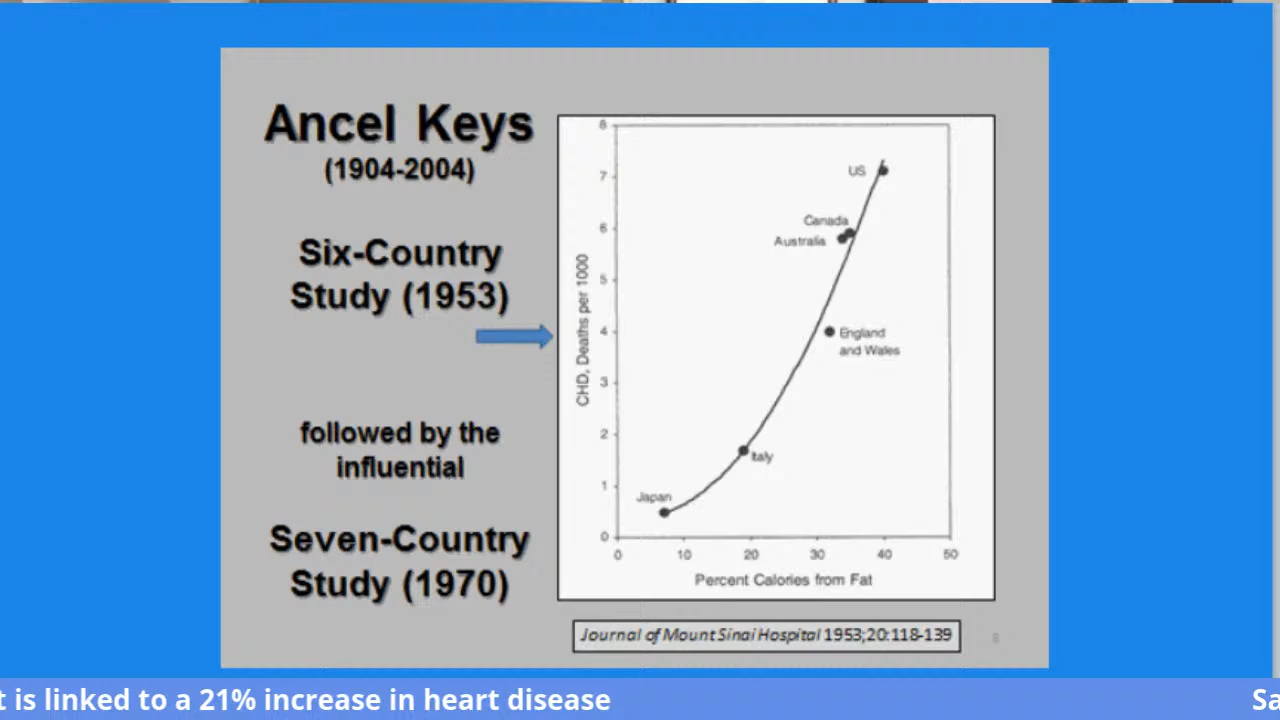 Ancel Keys
(1904-2004)
Six-Country
Study (1953)
followed by the
influential
Seven-Country
Study (1970)
CHD, Deaths per 1000
8
7
6
5
4
3
2
1
0
US
Canada
Australia
England
and Wales
Italy
Japan
0 10 20 30 40 50
Percent Calories from Fat
Journal of Mount Sinai Hospital 1953;20:118-139
8
t is linked to a 21% increase in heart disease
Sa